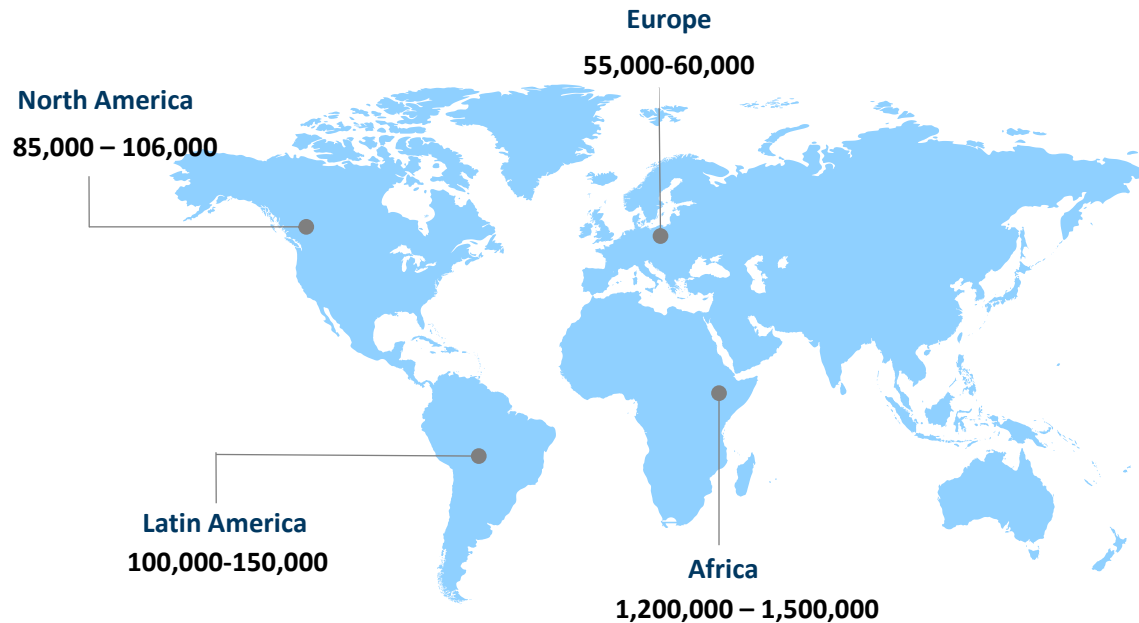 Europe
55,000-60,000
North America
85,000 – 106,000
Latin America
100,000-150,000
Africa
1,200,000 – 1,500,000